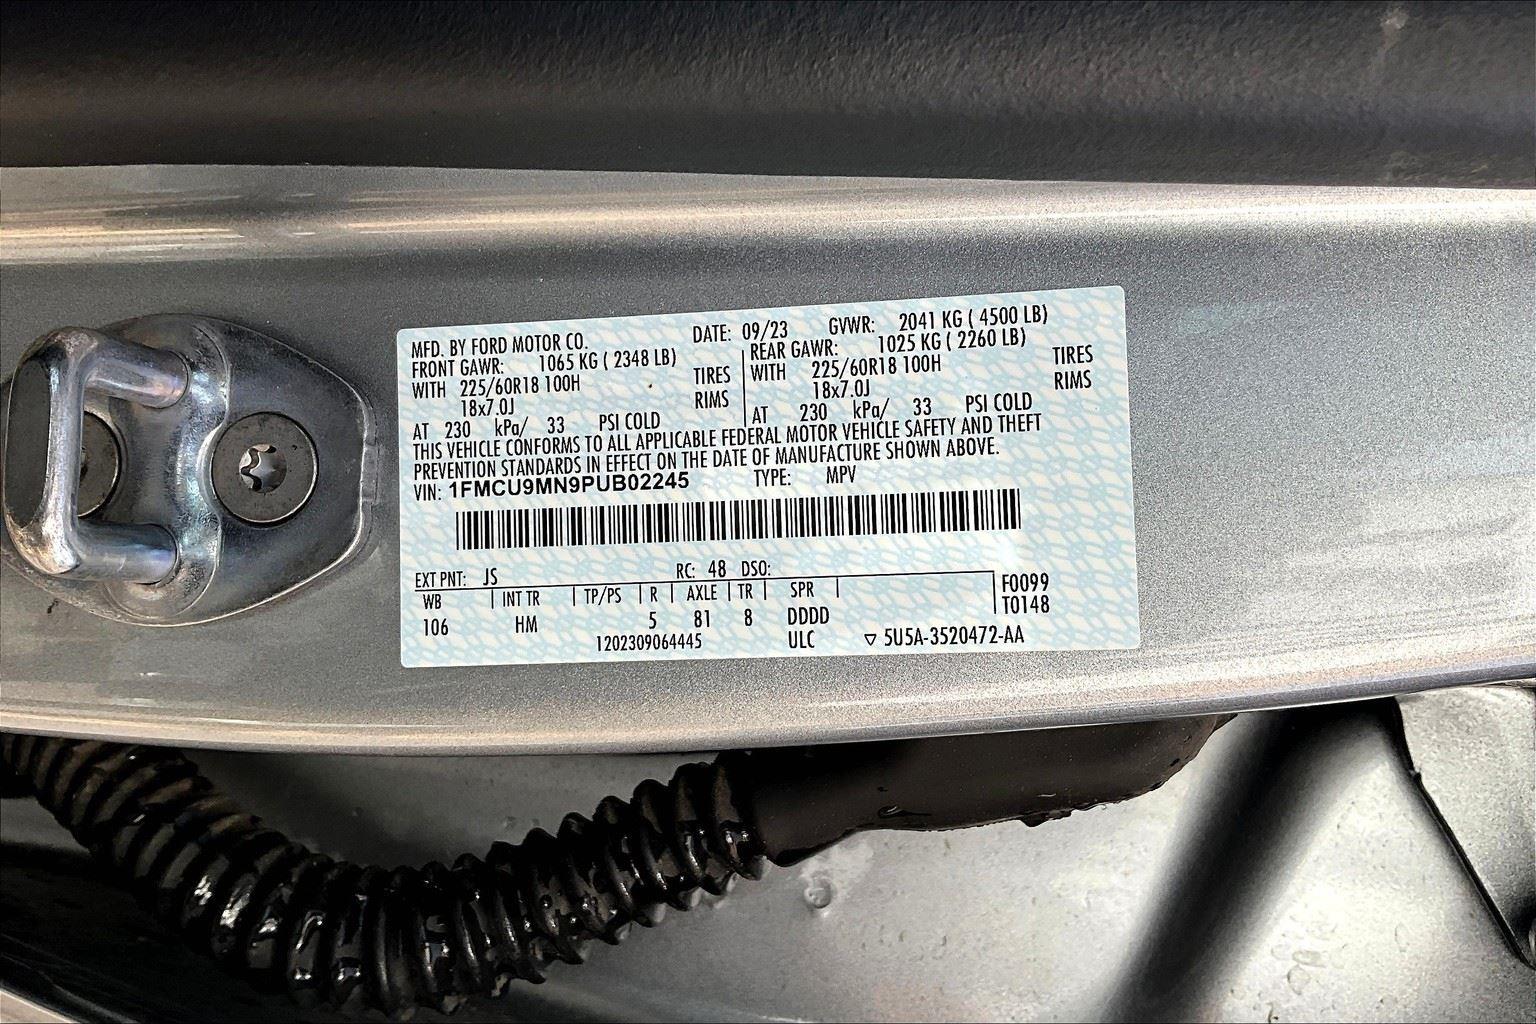 MFD. BY FORD MOTOR CO. DATE: 09/23 GVWR: 2041 KG ( 4500 LB)
FRONT GAWR: 1065 KG ( 2348 LB) REAR GAWR: 1025 KG ( 2260 LB)
WITH 225/60R18 100H TIRES WITH 225/60R18 100H TIRES
18x7.0J RIMS 18x7.0J RIMS
AT 230 kPa/ 33 PSI COLD AT 230 kPa/ 33 PSI COLD
THIS VEHICLE CONFORMS TO ALL APPLICABLE FEDERAL MOTOR VEHICLE SAFETY AND THEFT
PREVENTION STANDARDS IN EFFECT ON THE DATE OF MANUFACTURE SHOWN ABOVE.
VIN: 1FMCU9MN9PUB02245 TYPE: MPV
EXT PNT: JS RC: 48 DSO:
WB INT TR TP/PS R AXLE TR SPR F0099
106 HM 5 81 8 DDDD T0148
1202309064445 ULC ▽ 5U5A-3520472-AA